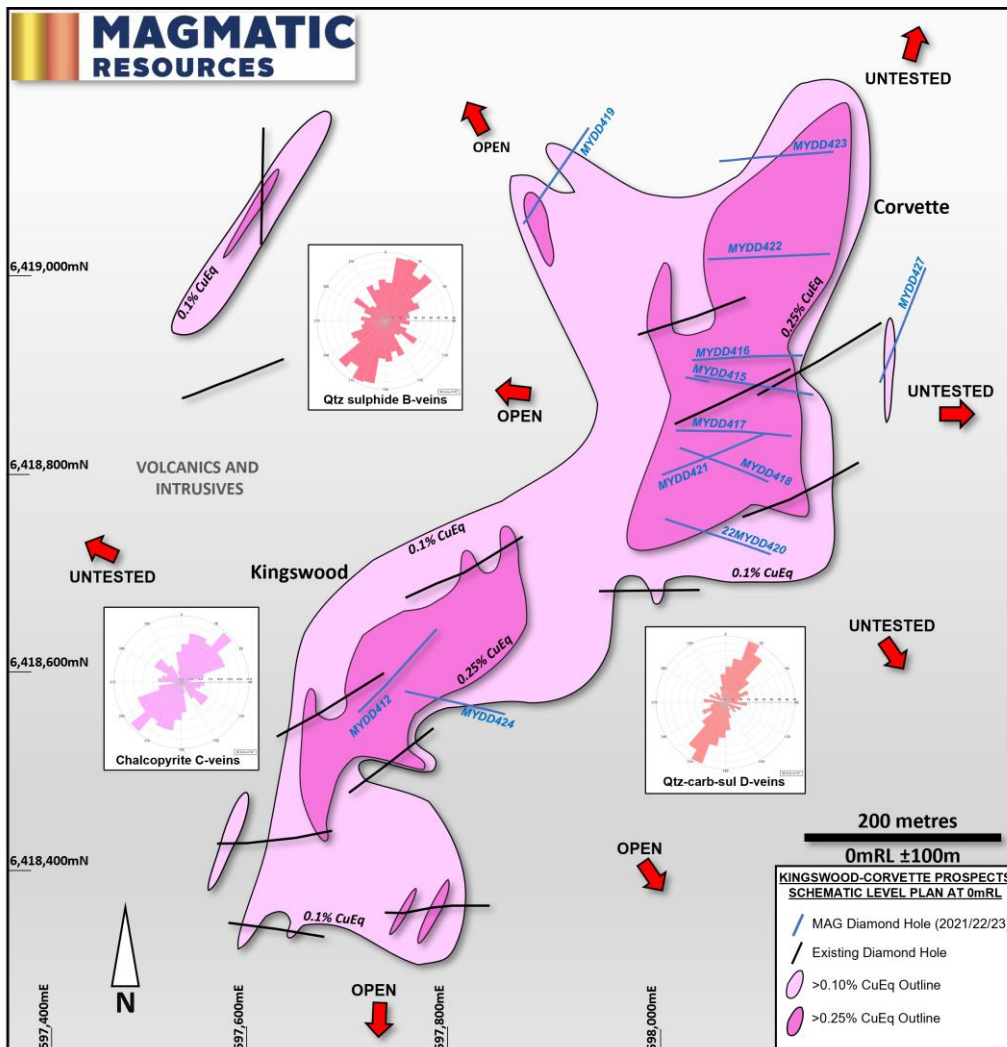 MAGMATIC
RESOURCES
UNTESTED
OPEN
MYDD419
MYDD423
Corvette
MYDD422
MYDD427
6,419,000mN
0.1% CuEq
0.25% CuEq
Qtz sulphide B-veins
OPEN
MYDD416
MYDD415
UNTESTED
MYDD417
VOLCANICS AND
INTRUSIVES
6,418,800mN
MYDD421
MYDD418
22MYDD420
UNTESTED
Kingswood
0.1% CuEq
0.1% CuEq
UNTESTED
6,418,600mN
0.25% CuEq
MYDD412
MYDD424
Chalcopyrite C-veins
Qtz-carb-sul D-veins
200 metres
0mRL ±100m
6,418,400mN
OPEN
0.1% CuEq
KINGSWOOD-CORVETTE PROSPECTS
SCHEMATIC LEVEL PLAN AT 0mRL
MAG Diamond Hole (2021/22/23)
Existing Diamond Hole
>0.10% CuEq Outline
>0.25% CuEq Outline
N
OPEN
597,400mE
597,600mE
597,800mE
598,000mE